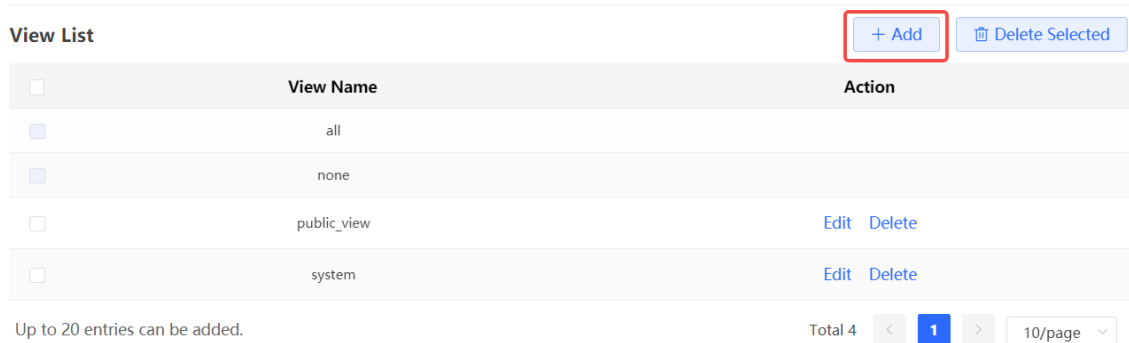 View List + Add Delete Selected
View Name Action
all
none
public_view Edit Delete
system Edit Delete
Up to 20 entries can be added. Total 4 < 1 > 10/page